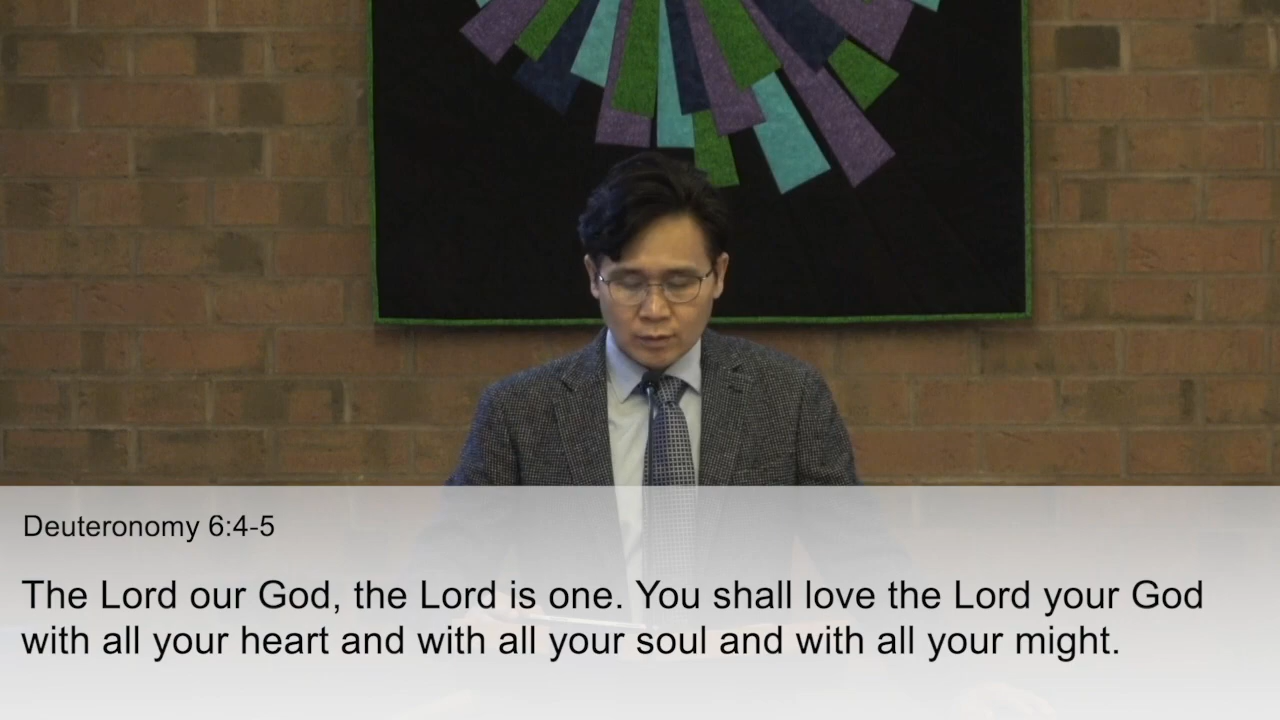 Deuteronomy 6:4-5
The Lord our God, the Lord is one. You shall love the Lord your God
with all your heart and with all your soul and with all your might.